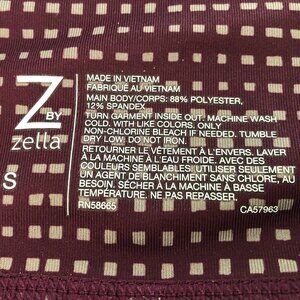 Z BY
zella
S
MADE IN VIETNAM
FABRIQUÉ AU VIETNAM
MAIN BODY/CORPS: 88% POLYESTER,
12% SPANDEX
TURN GARMENT INSIDE OUT. MACHINE WASH
COLD. WITH LIKE COLORS. ONLY
NON-CHLORINE BLEACH IF NEEDED. TUMBLE
DRY LOW. DO NOT IRON.
RETOURNER LE VÊTEMENT À L'ENVERS. LAVER
À LA MACHINE À L'EAU FROIDE. AVEC DES
COULEURS SEMBLABLES. UTILISER SEULEMENT
UN AGENT DE BLANCHIMENT SANS CHLORE, AU
BESOIN. SÉCHER À LA MACHINE À BASSE
TEMPÉRATURE. NE PAS REPASSER.
RN58665 CA57963